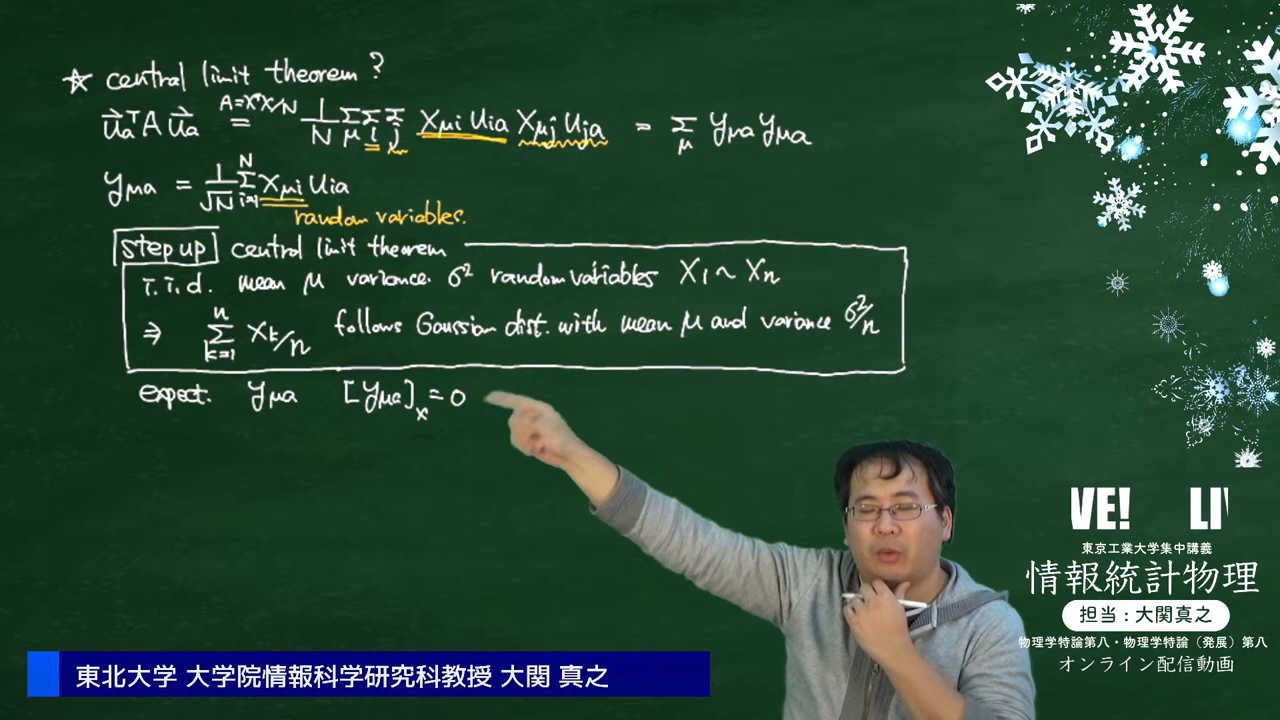 ☆ central limit theorem?
u⃗aᵀA u⃗a A=XᵀX/N = 1/N Σμ Σi Σj Xμi Uia Xμj Uja = Σμ yμa yμa
yμa = 1/√N Σ_{i=1}^{N} Xμi Uia
random variables.
step up central limit theorem
i.i.d. mean μ variance σ² random variables X1 ~ Xn
⇒ Σ_{k=1}^{n} Xk/n follows Gaussian dist. with mean μ and variance σ²/n
expect. yμa [yμa]x = 0
VE! LI
東京工業大学集中講義
情報統計物理
担当：大関真之
物理学特論第八・物理学特論（発展）第八
オンライン配信動画
東北大学 大学院情報科学研究科教授 大関 真之